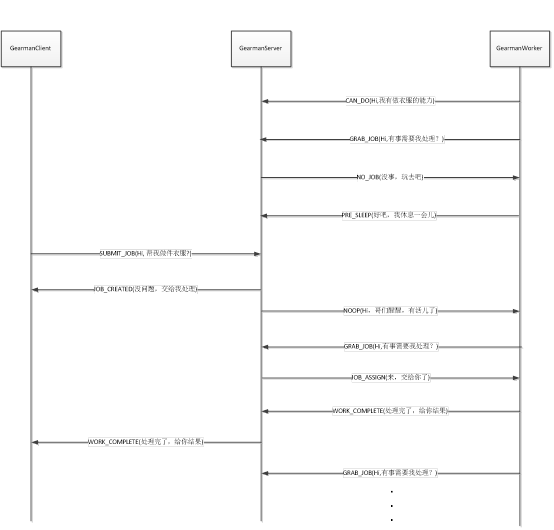 GearmanClient
GearmanServer
GearmanWorker
CAN_DO(Hi,我有做衣服的能力)
GRAB_JOB(Hi,有事需要我处理？)
NO_JOB(没事，玩去吧)
PRE_SLEEP(好吧，我休息一会儿)
SUBMIT_JOB(Hi, 帮我做件衣服?)
JOB_CREATED(没问题，交给我处理)
NOOP(Hi，哥们醒醒，有活儿了)
GRAB_JOB(Hi,有事需要我处理？)
JOB_ASSIGN(来，交给你了)
WORK_COMPLETE(处理完了，给你结果)
WORK_COMPLETE(处理完了，给你结果)
GRAB_JOB(Hi,有事需要我处理？)